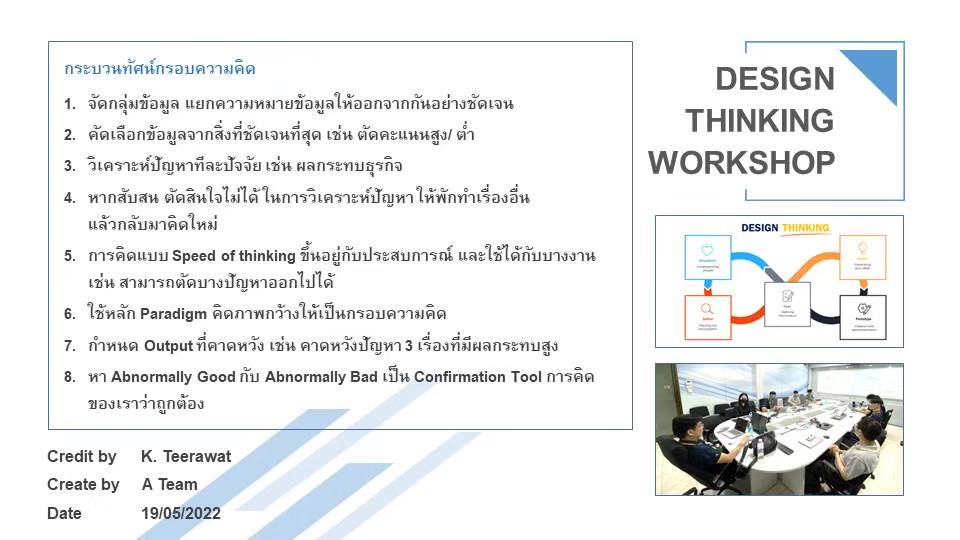 กระบวนทัศน์กรอบความคิด
1. จัดกลุ่มข้อมูล แยกความหมายข้อมูลให้ออกจากกันอย่างชัดเจน
2. คัดเลือกข้อมูลจากสิ่งที่ชัดเจนที่สุด เช่น ตัดคะแนนสูง/ ต่ำ
3. วิเคราะห์ปัญหาทีละปัจจัย เช่น ผลกระทบธุรกิจ
4. หากสับสน ตัดสินใจไม่ได้ ในการวิเคราะห์ปัญหา ให้พักทำเรื่องอื่น
แล้วกลับมาคิดใหม่
5. การคิดแบบ Speed of thinking ขึ้นอยู่กับประสบการณ์ และใช้ได้กับบางงาน
เช่น สามารถตัดบางปัญหาออกไปได้
6. ใช้หลัก Paradigm คิดภาพกว้างให้เป็นกรอบความคิด
7. กำหนด Output ที่คาดหวัง เช่น คาดหวังปัญหา 3 เรื่องที่มีผลกระทบสูง
8. หา Abnormally Good กับ Abnormally Bad เป็น Confirmation Tool การคิด
ของเราว่าถูกต้อง
Credit by K. Teerawat
Create by A Team
Date 19/05/2022
DESIGN
THINKING
WORKSHOP
DESIGN THINKING
Define
Test
Prototype